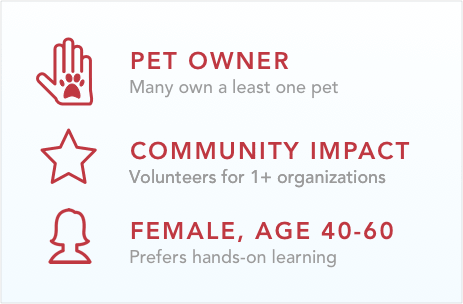 PET OWNER
Many own a least one pet
COMMUNITY IMPACT
Volunteers for 1+ organizations
FEMALE, AGE 40-60
Prefers hands-on learning